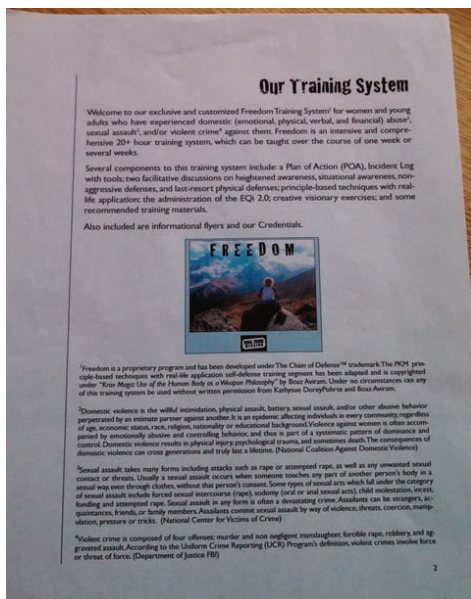 Our Training System
Welcome to our exclusive and customized Freedom Training System¹ for women and young
adults who have experienced domestic (emotional, physical, verbal, and financial) abuse²,
sexual assault³, and/or violent crime⁴ against them. Freedom is an intensive and compre-
hensive 20+ hour training system, which can be taught over the course of one week or
several weeks.
Several components to this training system include: a Plan of Action (POA), Incident Log
with tools; two facilitative discussions on heightened awareness, situational awareness, non-
aggressive defenses, and last-resort physical defenses; principle-based techniques with real-
life application; the administration of the EQi 2.0; creative visionary exercises; and some
recommended training materials.
Also included are informational flyers and our Credentials.
FREEDOM
¹Freedom is a proprietary program and has been developed under The Chain of Defense™ trademark. The PKM prin-
ciple-based techniques with real-life application self-defense training segment has been adapted and is copyrighted
under "Krav Maga: Use of the Human Body as a Weapon Philosophy" by Boaz Aviram. Under no circumstances can any
of this training system be used without written permission from Kathysue DoreyPohrte and Boaz Aviram.
²Domestic violence is the willful intimidation, physical assault, battery, sexual assault, and/or other abusive behavior
perpetrated by an intimate partner against another. It is an epidemic affecting individuals in every community, regardless
of age, economic status, race, religion, nationality or educational background. Violence against women is often accom-
panied by emotionally abusive and controlling behavior, and thus is part of a systematic pattern of dominance and
control. Domestic violence results in physical injury, psychological trauma, and sometimes death. The consequences of
domestic violence can cross generations and truly last a lifetime. (National Coalition Against Domestic Violence)
³Sexual assault takes many forms including attacks such as rape or attempted rape, as well as any unwanted sexual
contact or threats. Usually a sexual assault occurs when someone touches any part of another person's body in a
sexual way, even through clothes, without that person's consent. Some types of sexual acts which fall under the category
of sexual assault include forced sexual intercourse (rape), sodomy (oral or anal sexual acts), child molestation, incest,
fondling and attempted rape. Sexual assault in any form is often a devastating crime. Assailants can be strangers, ac-
quaintances, friends, or family members. Assailants commit sexual assault by way of violence, threats, coercion, manip-
ulation, pressure or tricks. (National Center for Victims of Crime)
⁴Violent crime is composed of four offenses: murder and non negligent manslaughter, forcible rape, robbery, and ag-
gravated assault. According to the Uniform Crime Reporting (UCR) Program's definition, violent crimes involve force
or threat of force. (Department of Justice FBI)
2